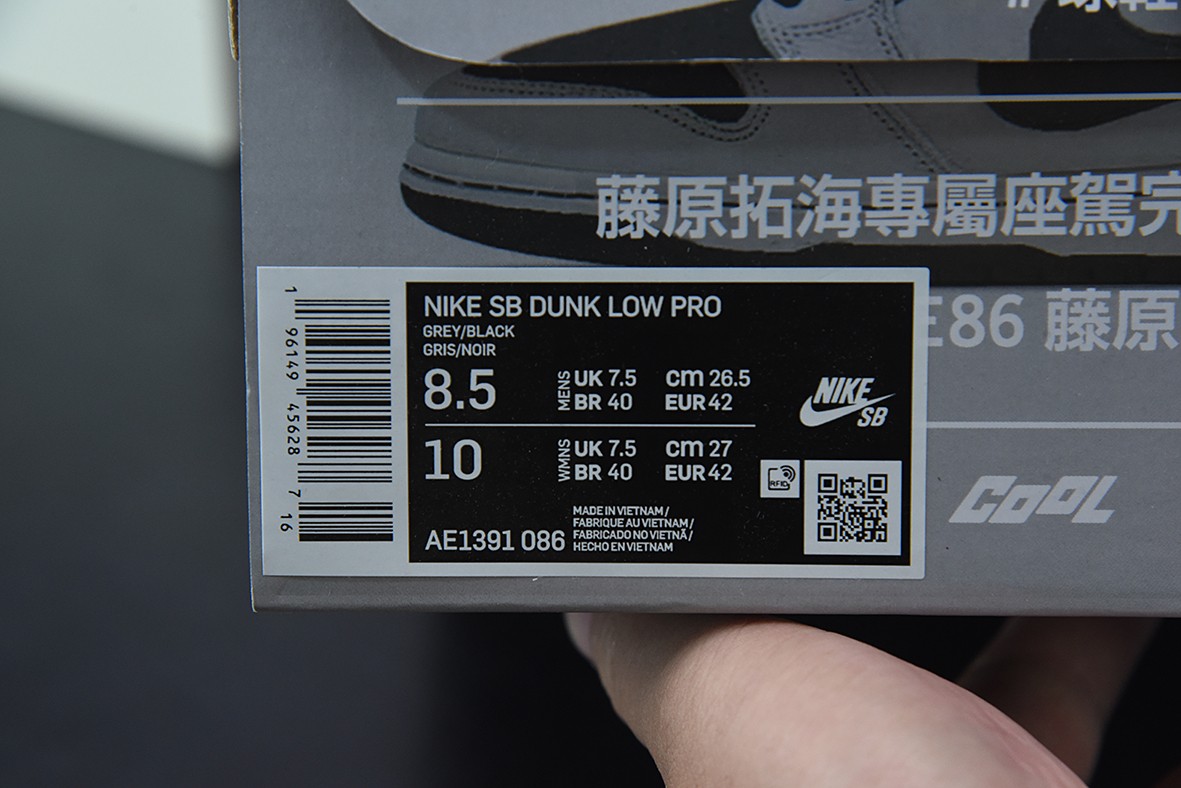 藤原拓海專屬座駕完
E86 藤原
NIKE SB DUNK LOW PRO
GREY/BLACK
GRIS/NOIR
8.5 MENS UK 7.5 cm 26.5
BR 40 EUR 42
10 WMNS UK 7.5 cm 27
BR 40 EUR 42
NIKE
SB
RFID
MADE IN VIETNAM /
FABRIQUE AU VIETNAM /
FABRICADO NO VIETNÃ /
HECHO EN VIETNAM
AE1391 086
1 96149 45628 7 16
COOL